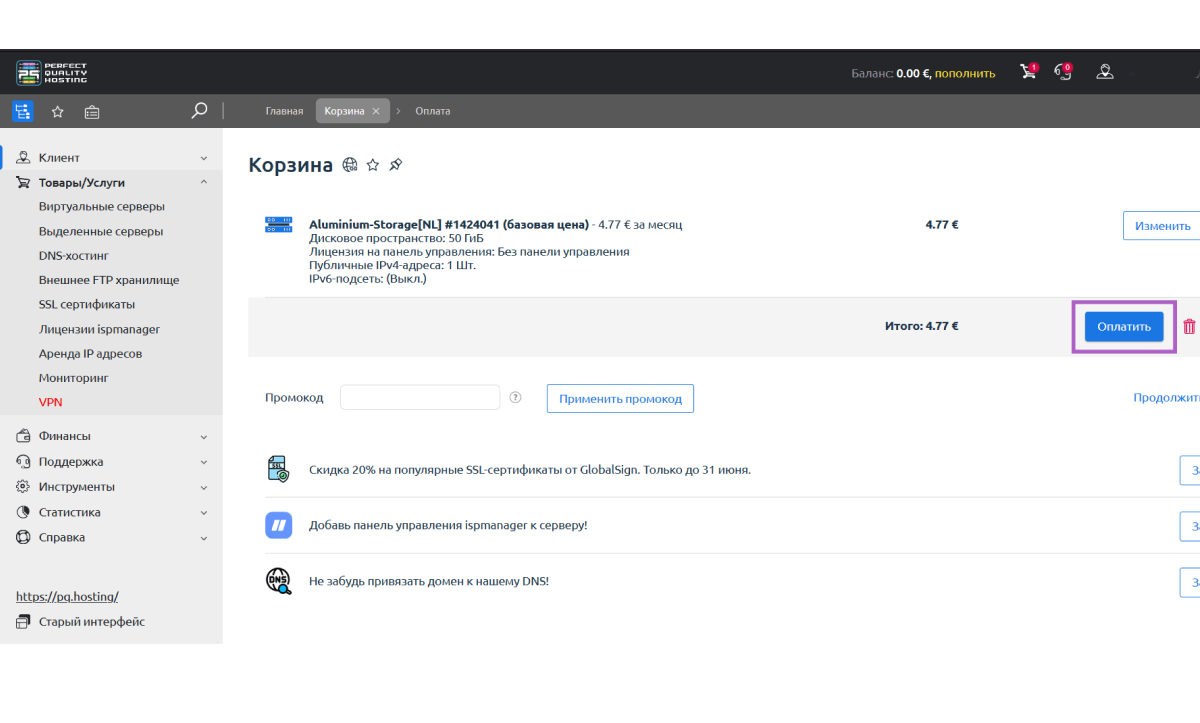 PERFECT
QUALITY
HOSTING
Баланс: 0.00 €, пополнить
1
0
Главная
Корзина
Оплата
Клиент
Товары/Услуги
Виртуальные серверы
Выделенные серверы
DNS-хостинг
Внешнее FTP хранилище
SSL сертификаты
Лицензии ispmanager
Аренда IP адресов
Мониторинг
VPN
Финансы
Поддержка
Инструменты
Статистика
Справка
https://pq.hosting/
Старый интерфейс
Корзина
Aluminium-Storage[NL] #1424041 (базовая цена) - 4.77 € за месяц
4.77 €
Изменить
Дисковое пространство: 50 ГиБ
Лицензия на панель управления: Без панели управления
Публичные IPv4-адреса: 1 Шт.
IPv6-подсеть: (Выкл.)
Итого: 4.77 €
Оплатить
Промокод
?
Применить промокод
Продолжит
SSL
Скидка 20% на популярные SSL-сертификаты от GlobalSign. Только до 31 июня.
За
Добавь панель управления ispmanager к серверу!
За
DNS
Не забудь привязать домен к нашему DNS!
За